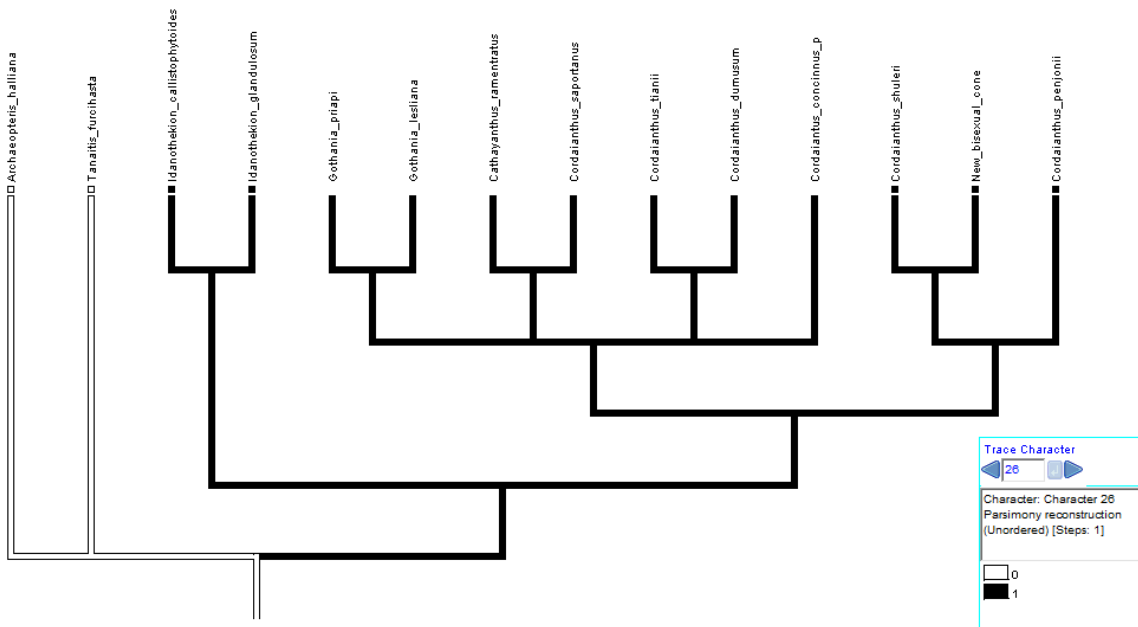 Archaeopteris_halliana
Tanaitis_furcihasta
Idanothekion_callistophytoides
Idanothekion_glandulosum
Gothania_priapi
Gothania_lesliana
Cathayanthus_ramentratus
Cordaianthus_saportanus
Cordaianthus_tianii
Cordaianthus_dumusum
Cordaiantus_concinnus_p
Cordaianthus_shuleri
New_bisexual_cone
Cordaianthus_penjonii
Trace Character
26
Character: Character 26
Parsimony reconstruction
(Unordered) [Steps: 1]
0
1